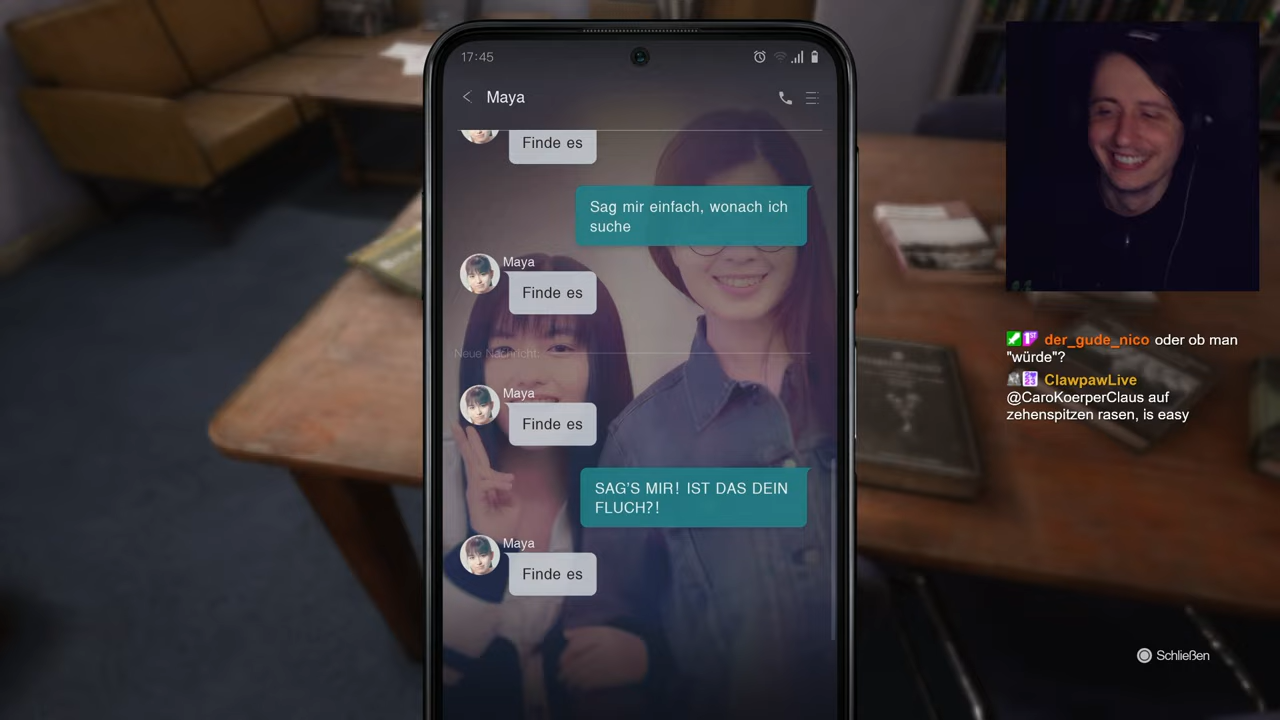 17:45
Maya
Finde es
Sag mir einfach, wonach ich
suche
Maya
Finde es
Neue Nachricht:
Maya
Finde es
SAG'S MIR! IST DAS DEIN
FLUCH?!
Maya
Finde es
der_gude_nico oder ob man
"würde"?
ClawpawLive
@CaroKoerperClaus auf
zehenspitzen rasen, is easy
Schließen